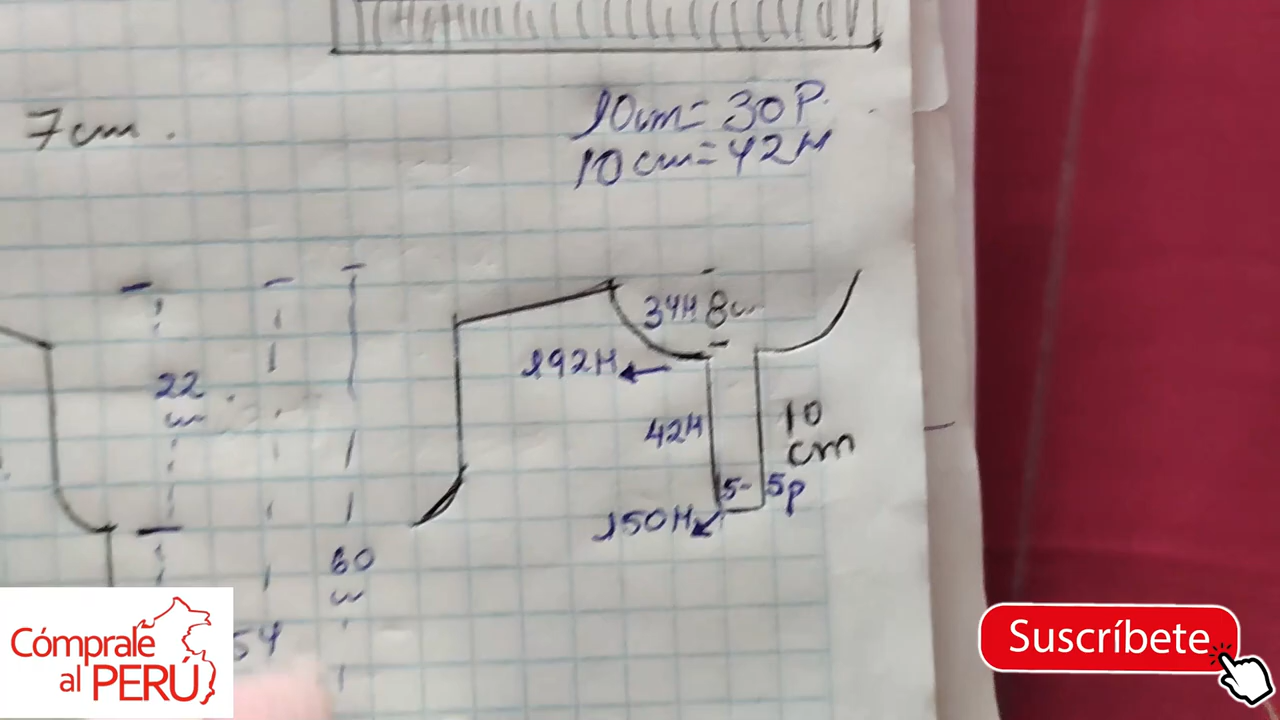 10cm = 30P.
7cm.
10cm = 42H
34H 8cm
192H
22
cm
10
cm
42H
5- 5p
150H
60
cm
54
Cómprale
al PERÚ
Suscríbete